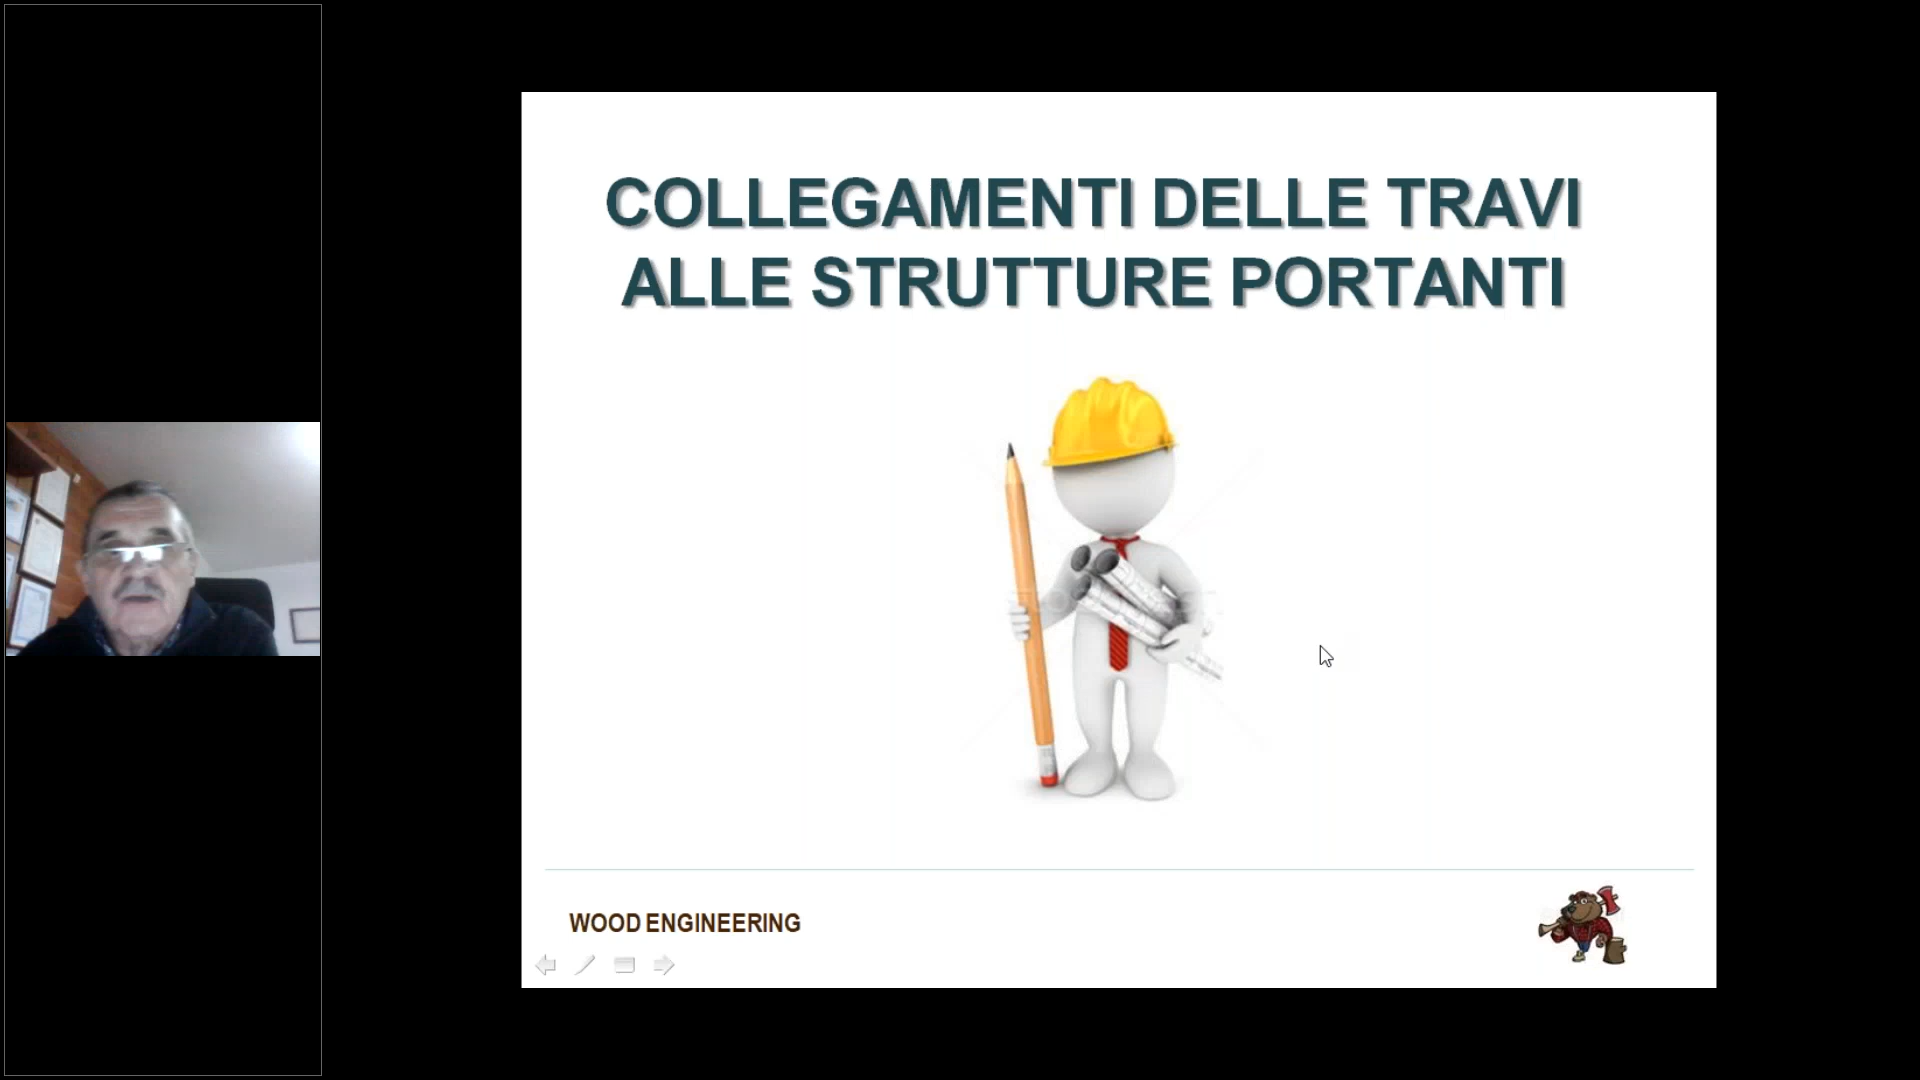 COLLEGAMENTI DELLE TRAVI
ALLE STRUTTURE PORTANTI
WOOD ENGINEERING